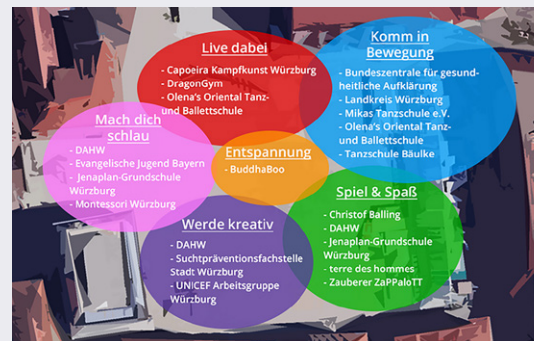 Live dabei
- Capoeira Kampfkunst Würzburg
- DragonGym
- Olena's Oriental Tanz-
und Ballettschule
Komm in
Bewegung
- Bundeszentrale für gesund-
heitliche Aufklärung
- Landkreis Würzburg
- Mikas Tanzschule e.V.
- Olena's Oriental Tanz-
und Ballettschule
- Tanzschule Bäulke
Mach dich
schlau
- DAHW
- Evangelische Jugend Bayern
- Jenaplan-Grundschule
Würzburg
- Montessori Würzburg
Entspannung
- BuddhaBoo
Spiel & Spaß
- Christof Balling
- DAHW
- Jenaplan-Grundschule
Würzburg
- terre des hommes
- Zauberer ZaPPaloTT
Werde kreativ
- DAHW
- Suchtpräventionsfachstelle
Stadt Würzburg
- UNICEF Arbeitsgruppe
Würzburg